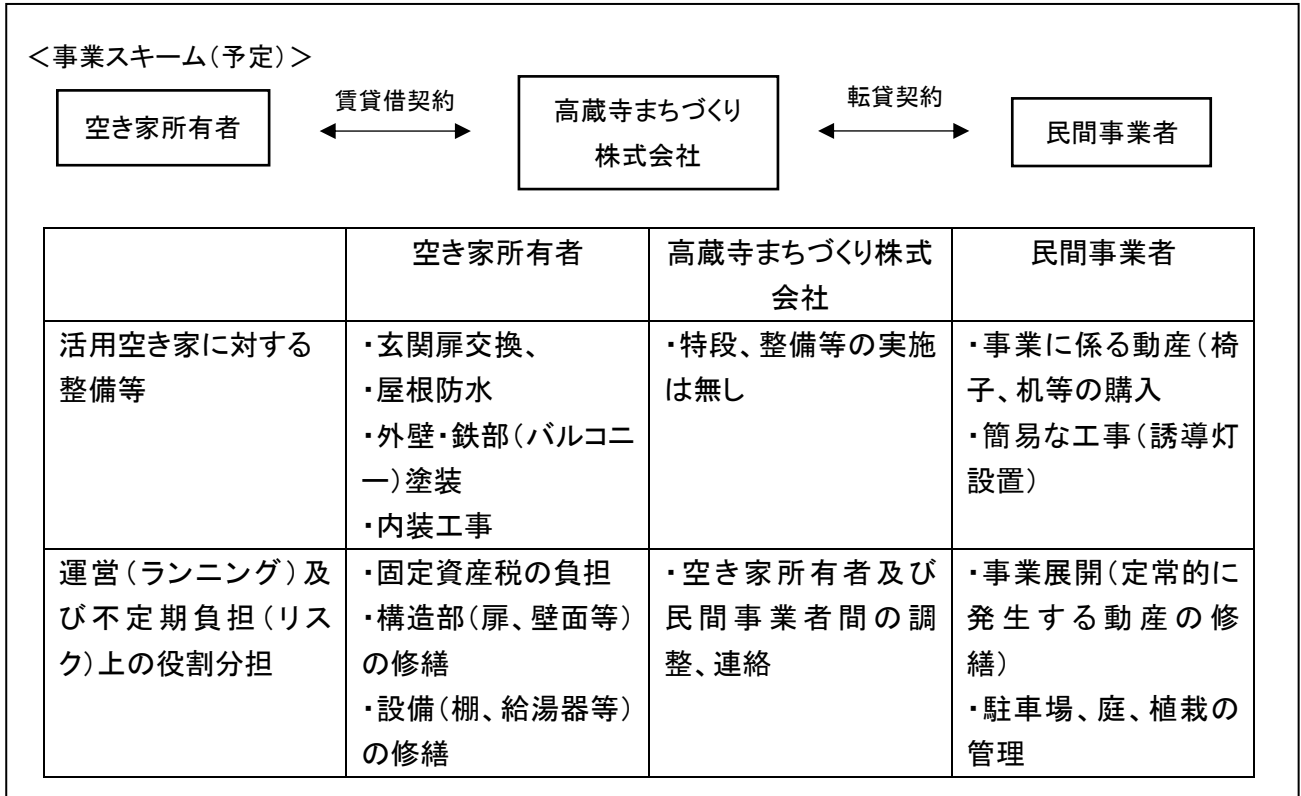 ＜事業スキーム（予定）＞
空き家所有者
賃貸借契約
高蔵寺まちづくり
株式会社
転貸契約
民間事業者
空き家所有者
高蔵寺まちづくり株式
会社
民間事業者
活用空き家に対する
整備等
・玄関扉交換、
・屋根防水
・外壁・鉄部（バルコニ
ー）塗装
・内装工事
・特段、整備等の実施
は無し
・事業に係る動産（椅
子、机等の購入
・簡易な工事（誘導灯
設置）
運営（ランニング）及
び不定期負担（リス
ク）上の役割分担
・固定資産税の負担
・構造部（扉、壁面等）
の修繕
・設備（棚、給湯器等）
の修繕
・空き家所有者及び
民間事業者間の調
整、連絡
・事業展開（定常的に
発生する動産の修
繕）
・駐車場、庭、植栽の
管理